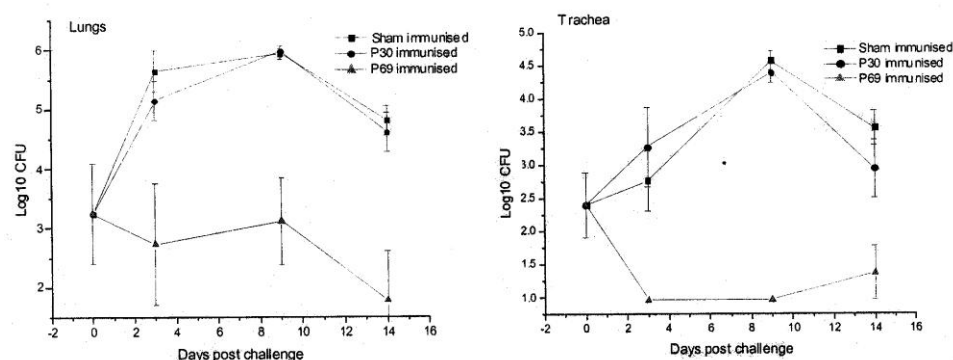 Lungs
Sham immunised
P30 immunised
P69 immunised
6
5
4
3
2
Log10 CFU
-2 0 2 4 6 8 10 12 14 16
Days post challenge
Trachea
Sham immunised
P30 immunised
P69 immunised
5.0
4.5
4.0
3.5
3.0
2.5
2.0
1.5
1.0
Log10 CFU
-2 0 2 4 6 8 10 12 14 16
Days post challenge